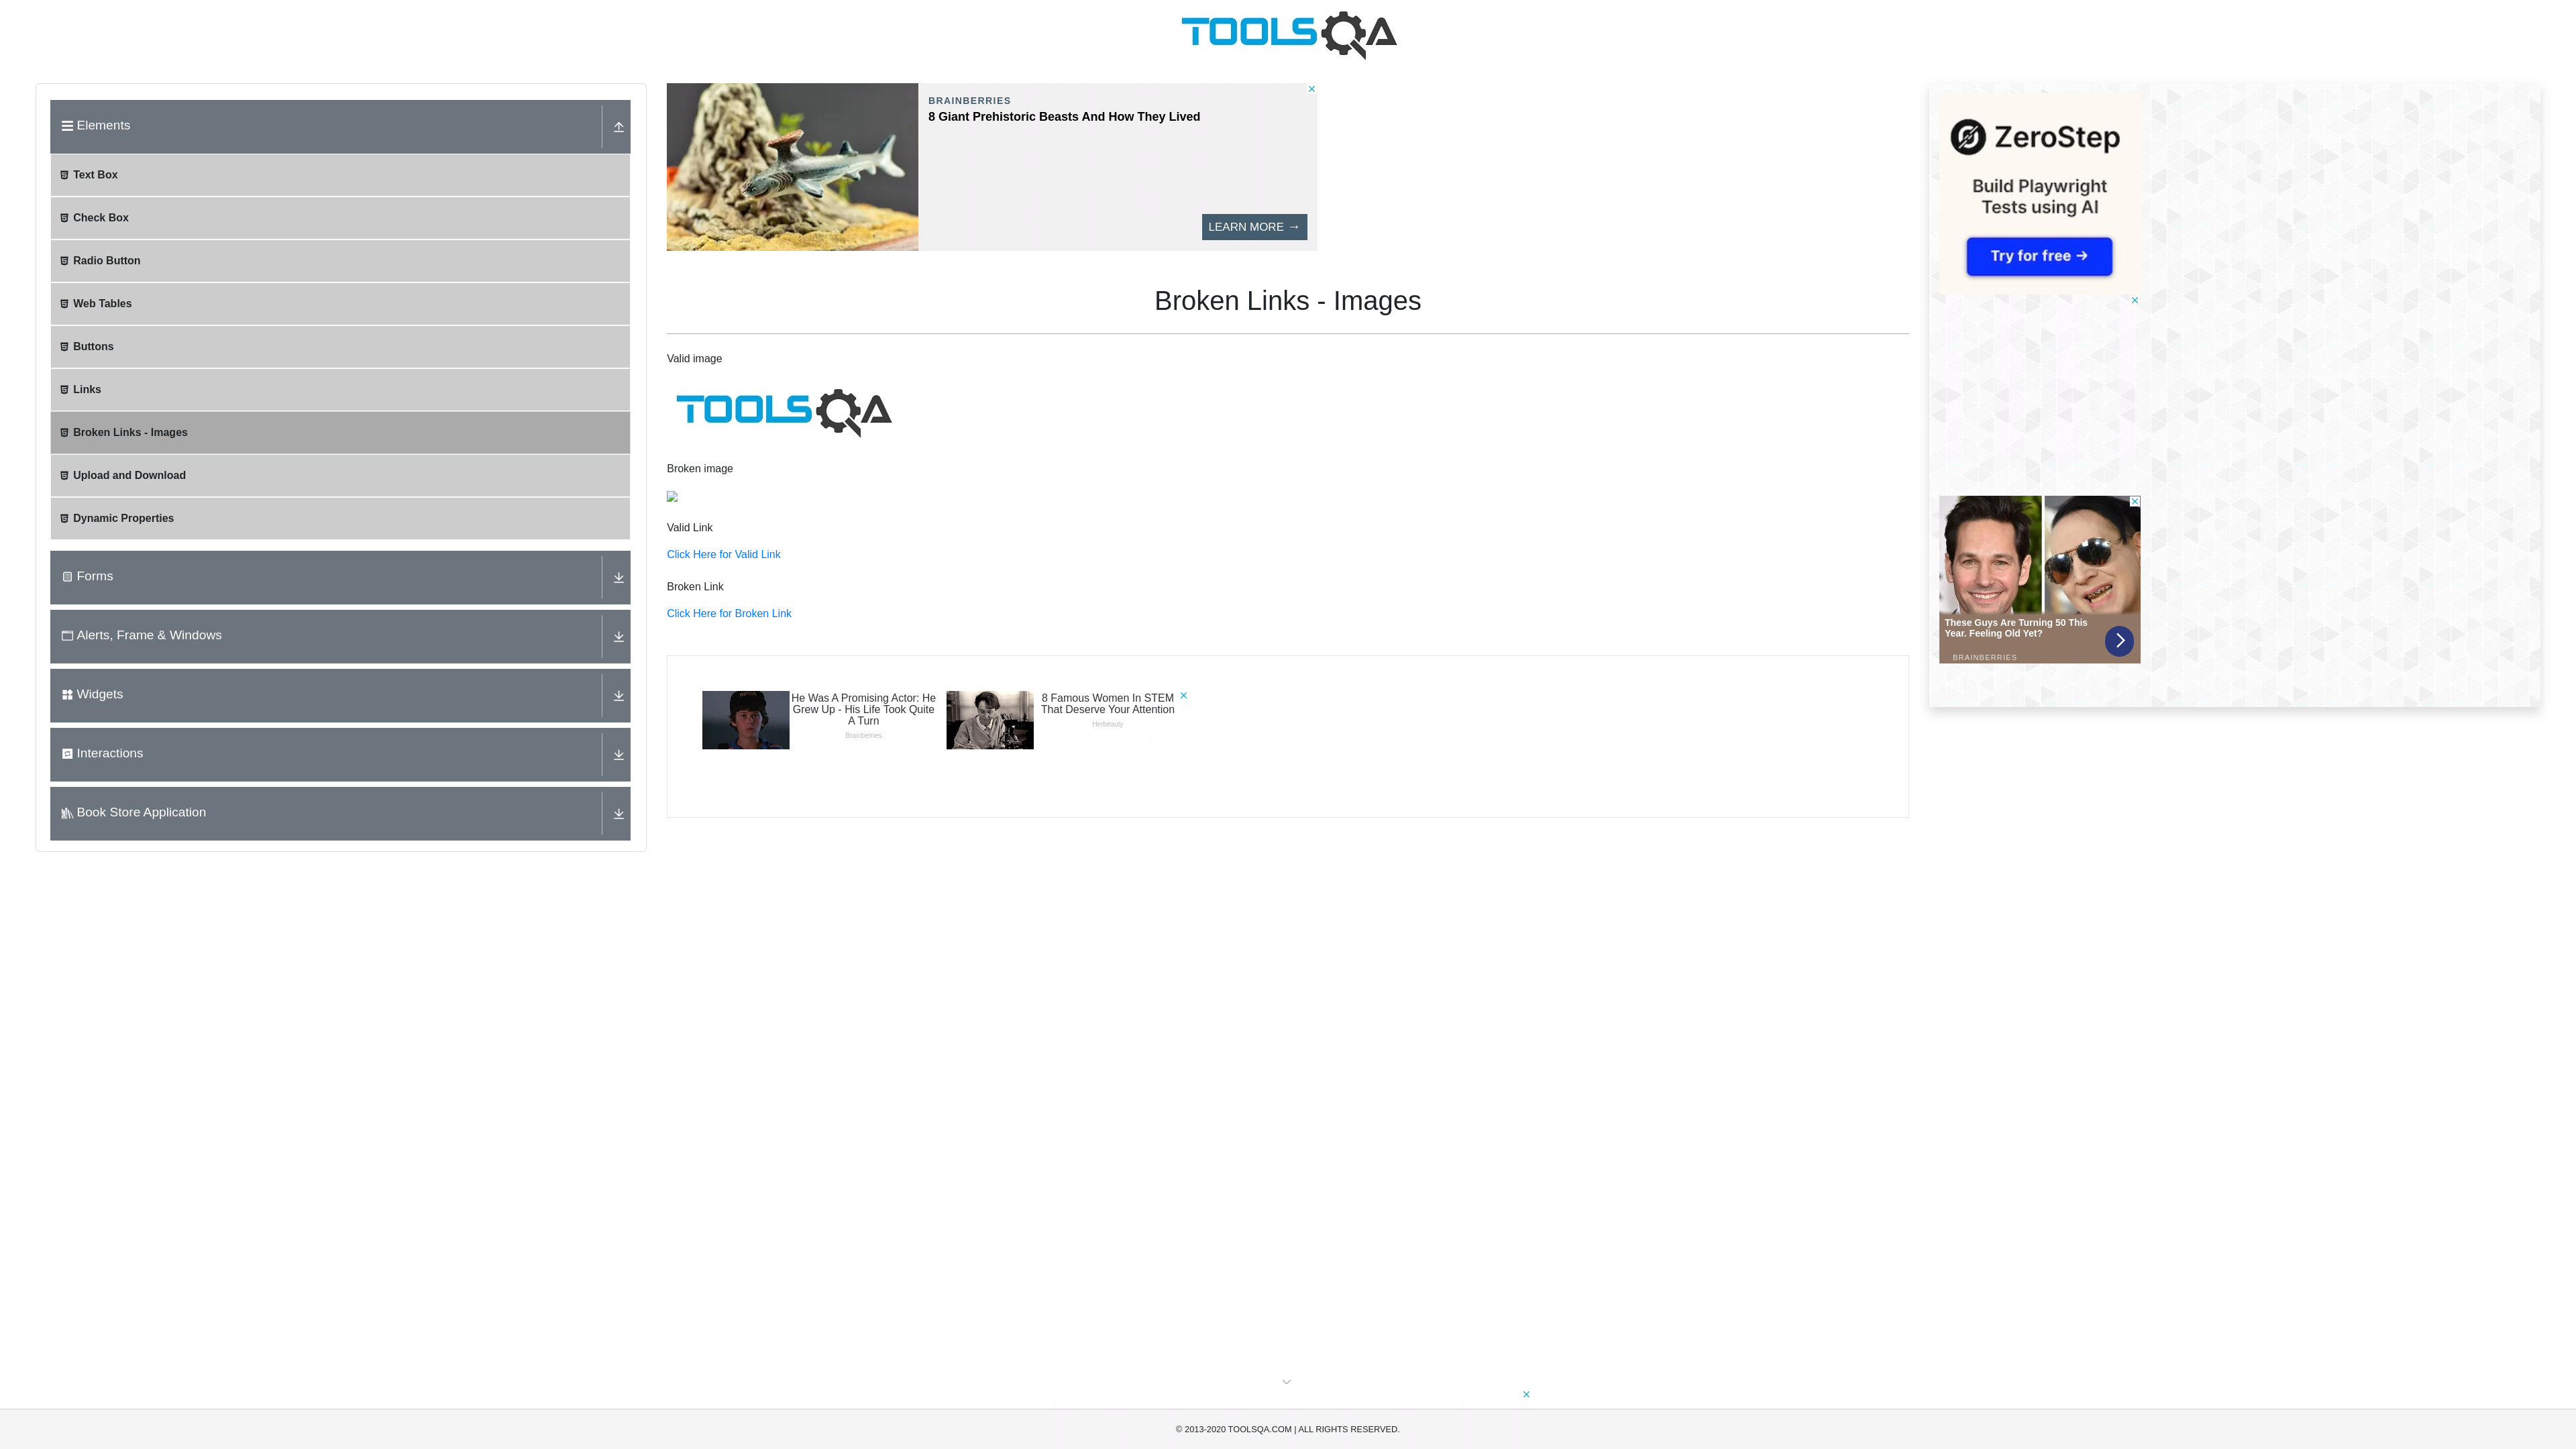 TOOLSQA
Elements
Text Box
Check Box
Radio Button
Web Tables
Buttons
Links
Broken Links - Images
Upload and Download
Dynamic Properties
Forms
Alerts, Frame & Windows
Widgets
Interactions
Book Store Application
BRAINBERRIES
8 Giant Prehistoric Beasts And How They Lived
LEARN MORE →
Broken Links - Images
Valid image
TOOLSQA
Broken image
Valid Link
Click Here for Valid Link
Broken Link
Click Here for Broken Link
He Was A Promising Actor: He
Grew Up - His Life Took Quite
A Turn
Brainberries
8 Famous Women In STEM
That Deserve Your Attention
Herbeauty
ZeroStep
Build Playwright
Tests using AI
Try for free →
These Guys Are Turning 50 This
Year. Feeling Old Yet?
BRAINBERRIES
© 2013-2020 TOOLSQA.COM | ALL RIGHTS RESERVED.